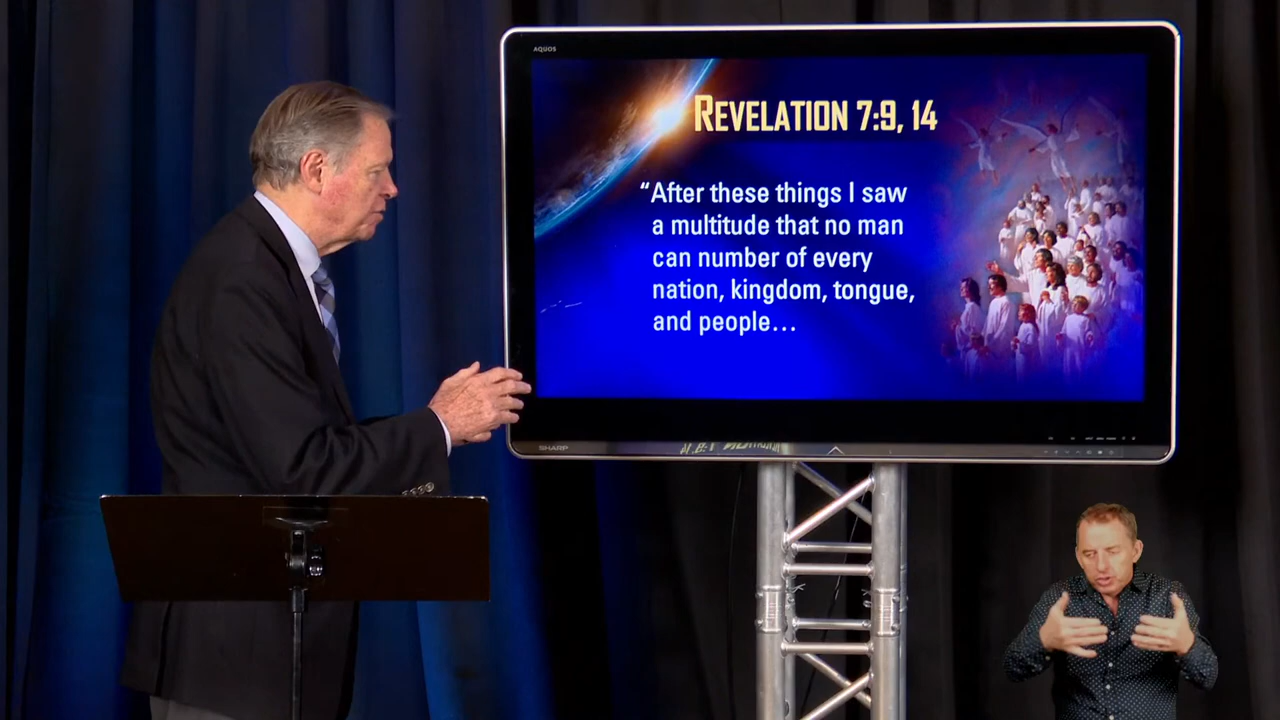 AQUOS
REVELATION 7:9, 14
“After these things I saw
a multitude that no man
can number of every
nation, kingdom, tongue,
and people...
SHARP